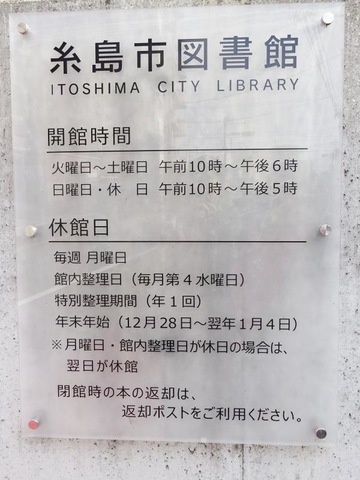 糸島市図書館
ITOSHIMA CITY LIBRARY
開館時間
火曜日～土曜日 午前10時～午後6時
日曜日・休 日 午前10時～午後5時
休館日
毎週 月曜日
館内整理日（毎月第4水曜日）
特別整理期間（年1回）
年末年始（12月28日～翌年1月4日）
※月曜日・館内整理日が休日の場合は、
翌日が休館
閉館時の本の返却は、
返却ポストをご利用ください。